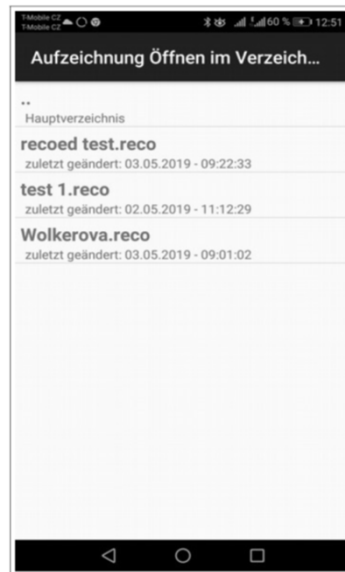 T-Mobile CZ
T-Mobile CZ
60 % 12:51
Aufzeichnung Öffnen im Verzeich...
..
Hauptverzeichnis
recoed test.reco
zuletzt geändert: 03.05.2019 - 09:22:33
test 1.reco
zuletzt geändert: 02.05.2019 - 11:12:29
Wolkerova.reco
zuletzt geändert: 03.05.2019 - 09:01:02